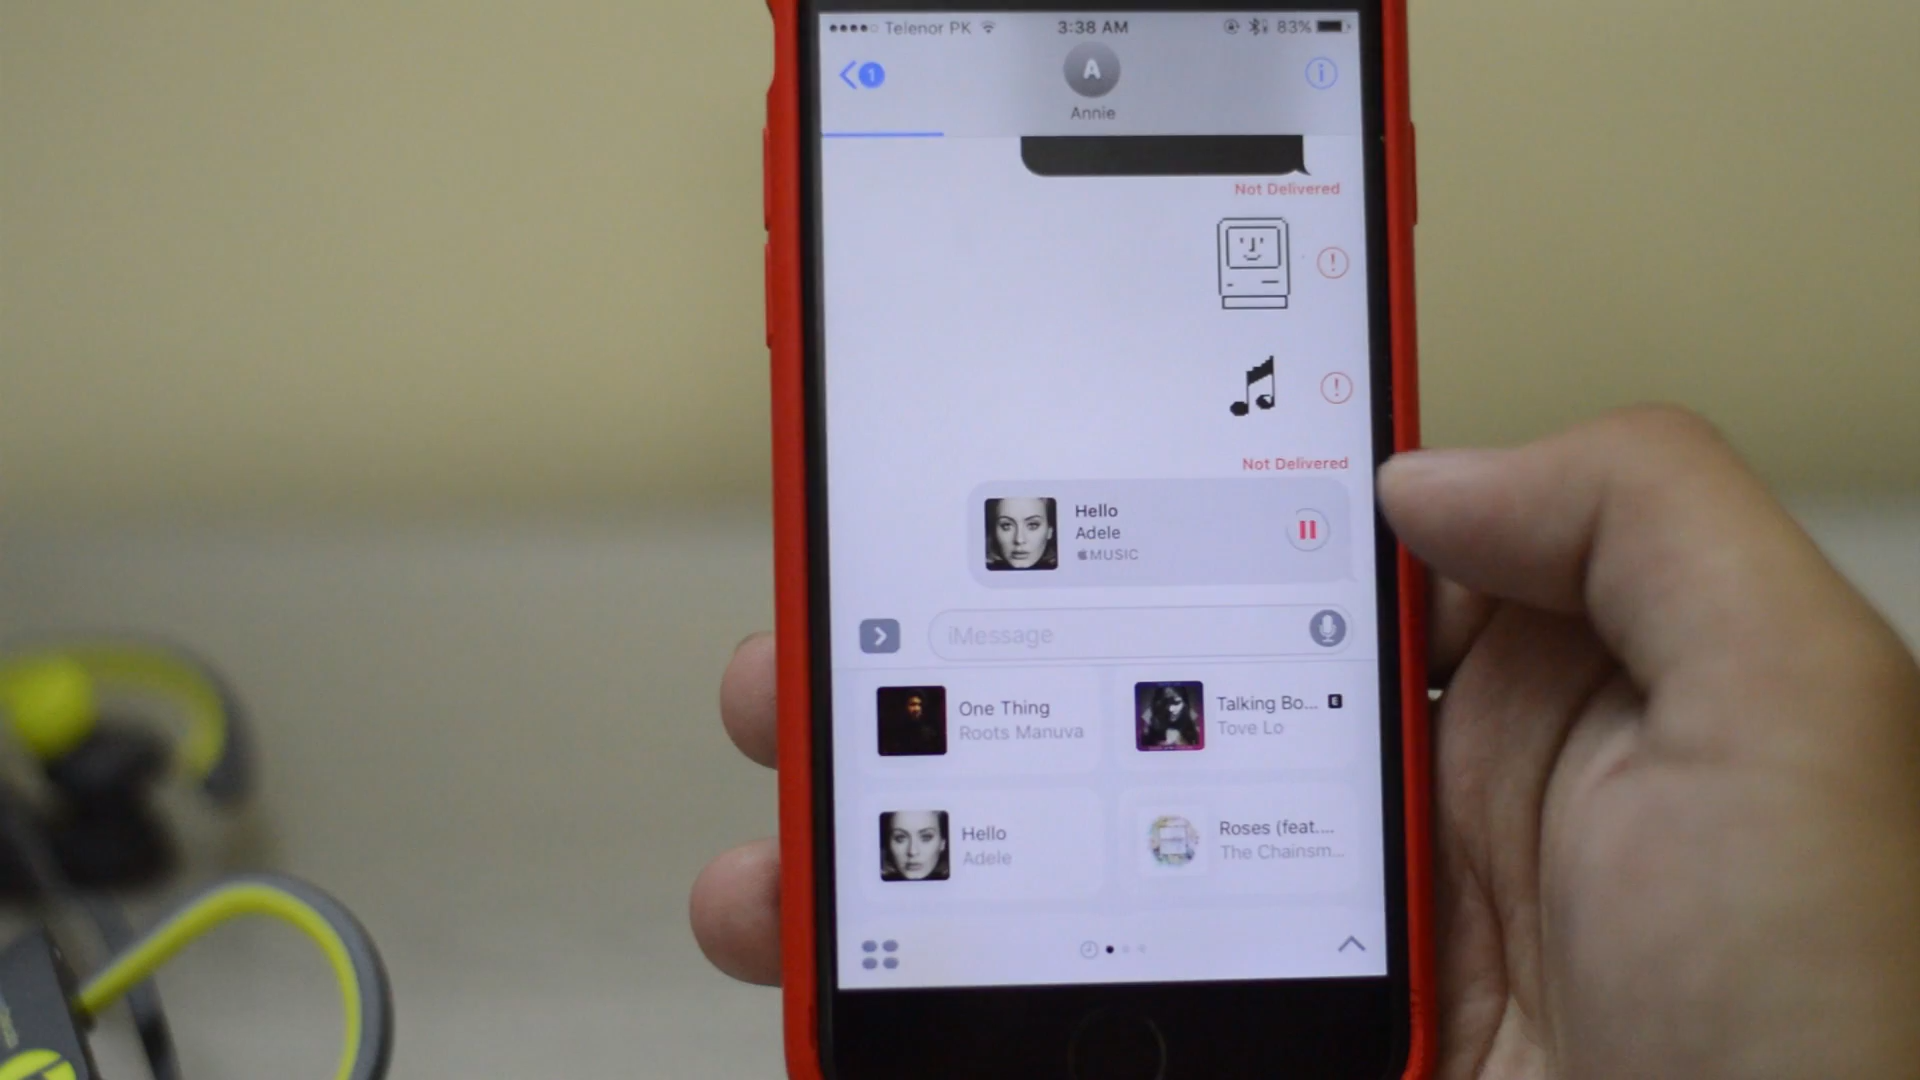 Telenor PK
3:38 AM
83%
1
A
i
Annie
Not Delivered
!
!
Not Delivered
Hello
Adele
MUSIC
iMessage
One Thing
Roots Manuva
Talking Bo... E
Tove Lo
Hello
Adele
Roses (feat....
The Chainsm...